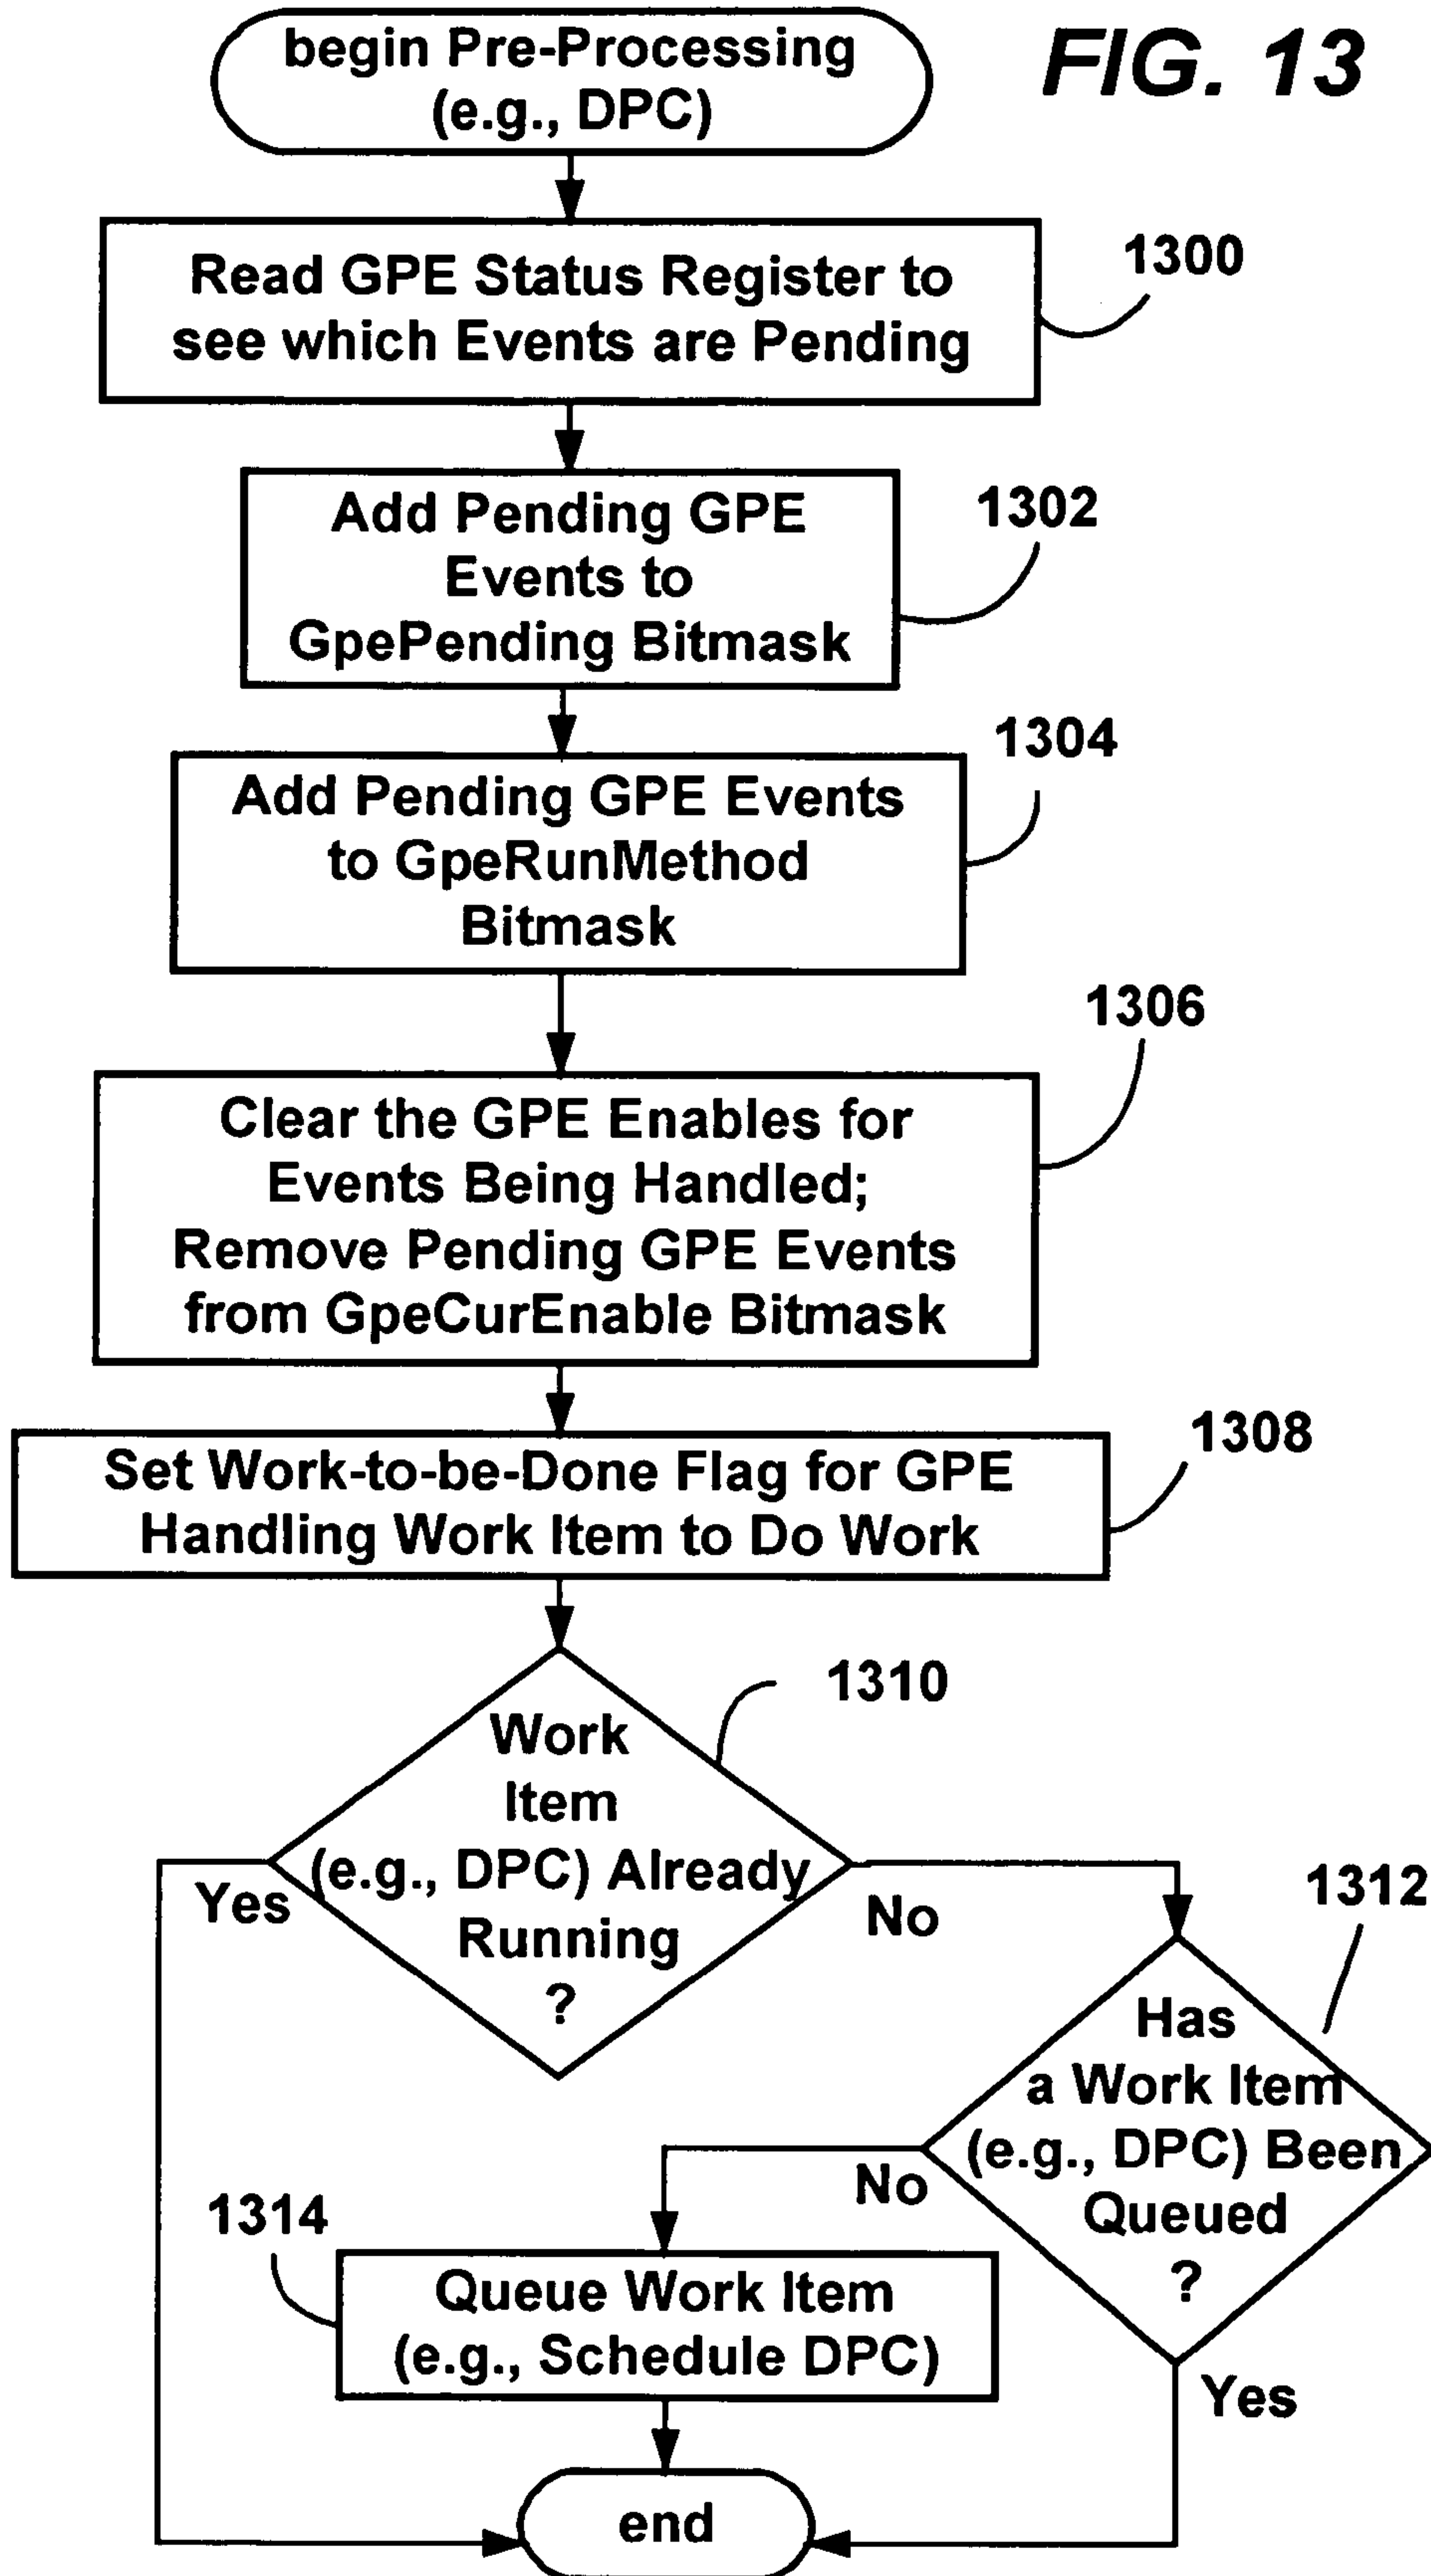 begin Pre-Processing
(e.g., DPC)
FIG. 13
Read GPE Status Register to
see which Events are Pending
1300
Add Pending GPE
Events to
GpePending Bitmask
1302
Add Pending GPE Events
to GpeRunMethod
Bitmask
1304
Clear the GPE Enables for
Events Being Handled;
Remove Pending GPE Events
from GpeCurEnable Bitmask
1306
Set Work-to-be-Done Flag for GPE
Handling Work Item to Do Work
1308
Work
Item
(e.g., DPC) Already
Running
?
1310
Yes
No
Has
a Work Item
(e.g., DPC) Been
Queued
?
1312
No
Yes
Queue Work Item
(e.g., Schedule DPC)
1314
end